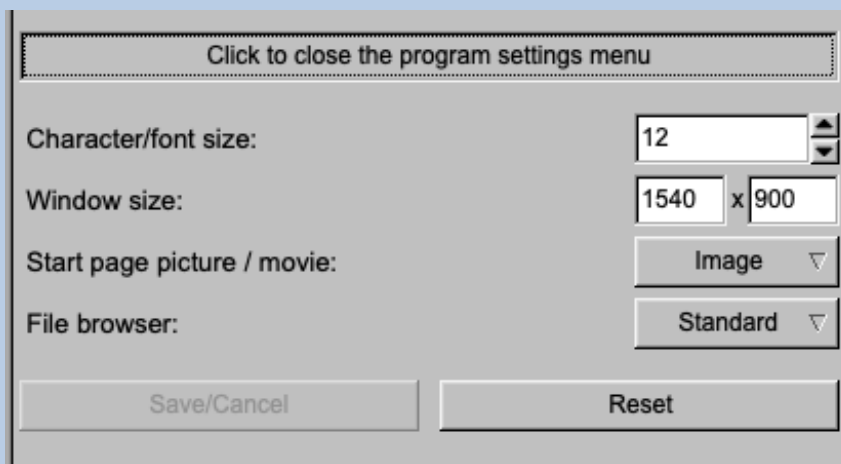 Click to close the program settings menu
Character/font size: 12
Window size: 1540 x 900
Start page picture / movie: Image
File browser: Standard
Save/Cancel Reset